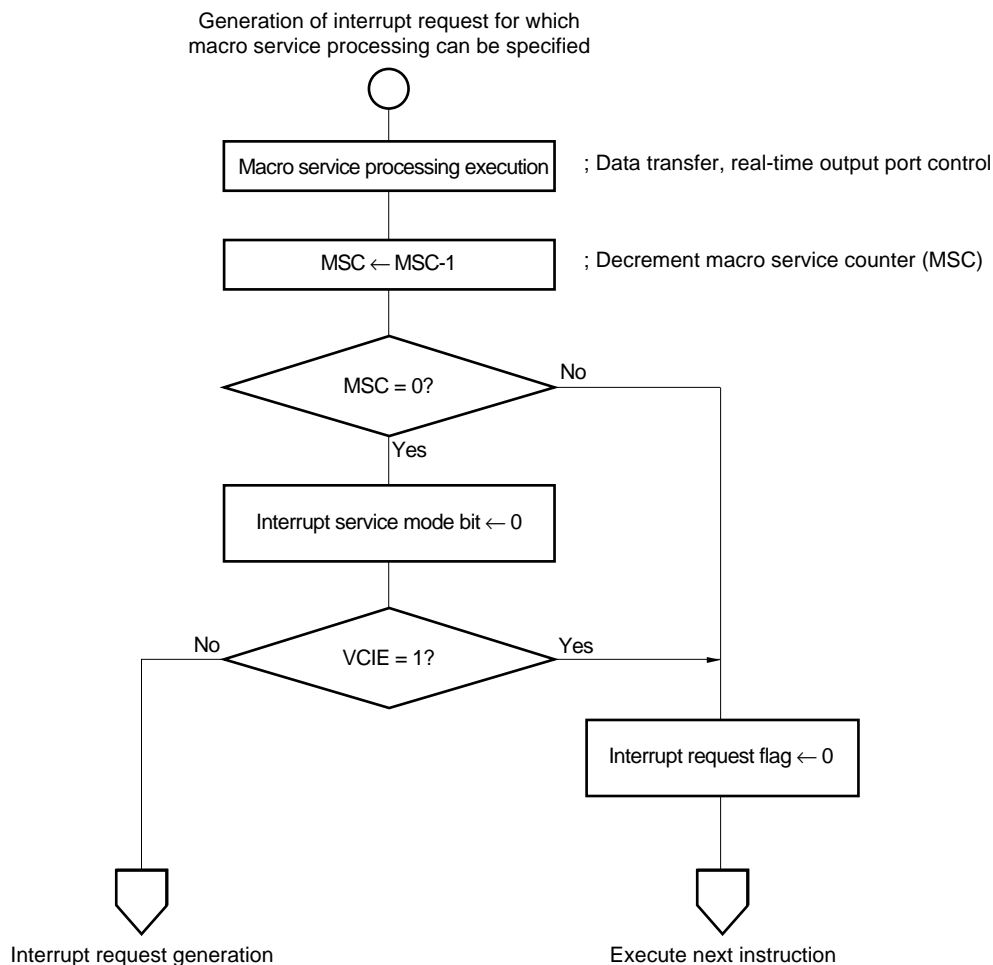 Generation of interrupt request for which
macro service processing can be specified
Macro service processing execution
; Data transfer, real-time output port control
MSC ← MSC-1
; Decrement macro service counter (MSC)
MSC = 0?
No
Yes
Interrupt service mode bit ← 0
No
VCIE = 1?
Yes
Interrupt request flag ← 0
Interrupt request generation
Execute next instruction